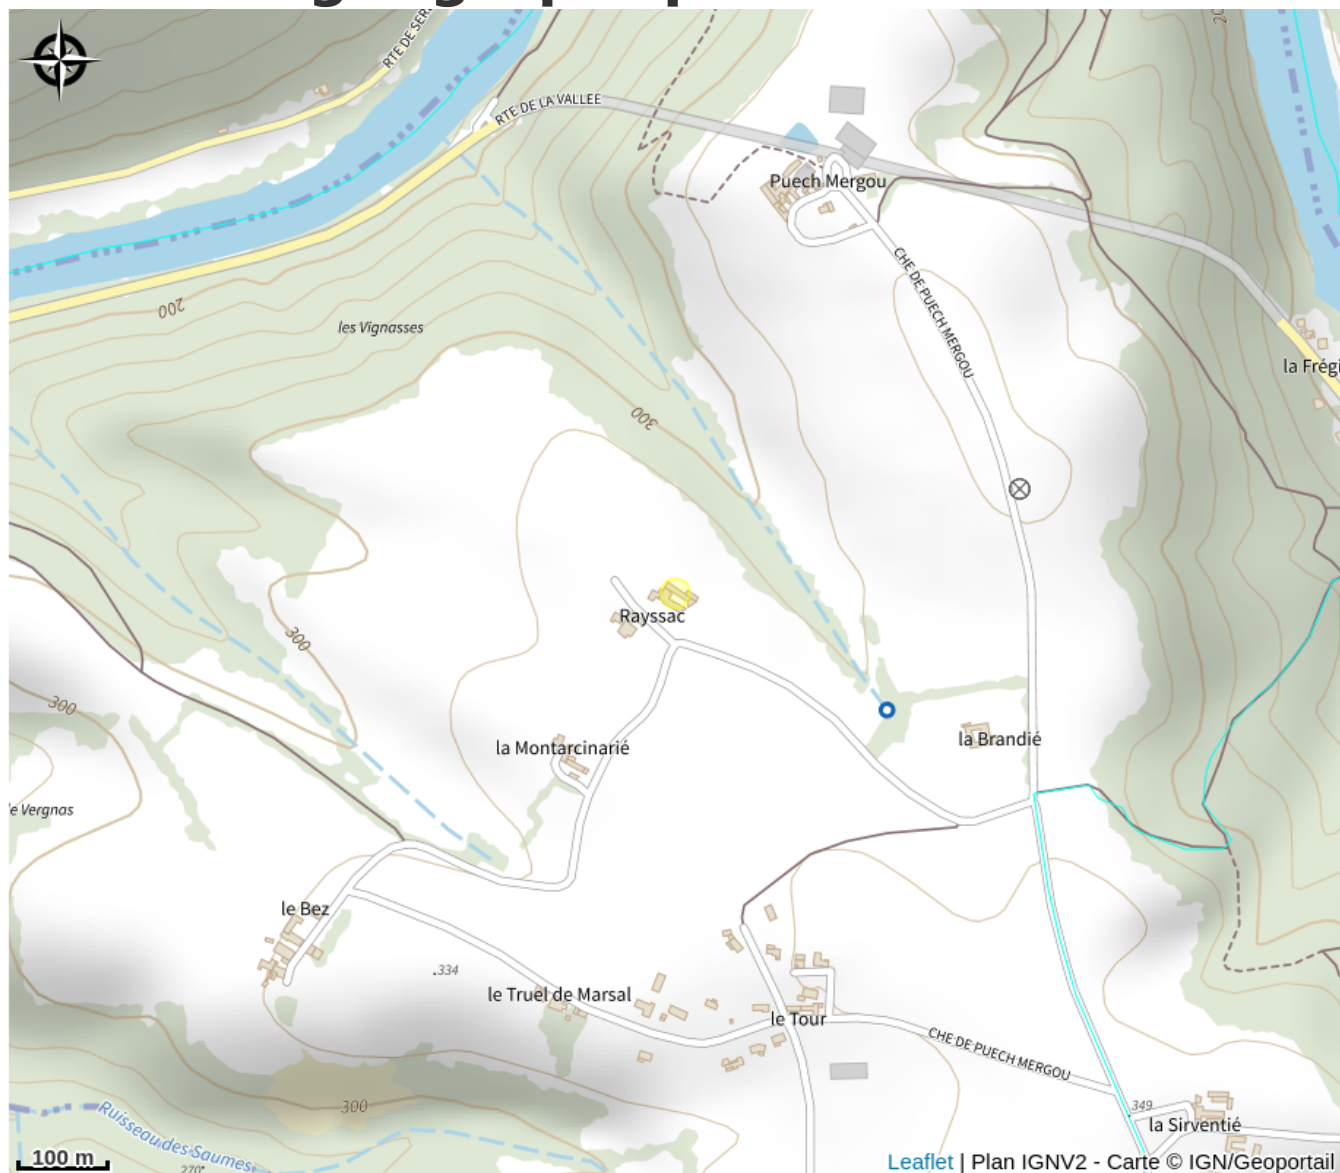 RTE DE SER
RTE DE LA VALLEE
Puech Mergou
CHE DE PUECH MERGOU
200
les Vignasses
la Frégi
300
Rayssac
300
300
la Montarcinarié
la Brandié
e Vergnas
le Bez
.334
le Truel de Marsal
le Tour
CHE DE PUECH MERGOU
349
300
Ruisseau des Saumes
la Sirventié
100 m
270
Leaflet | Plan IGNV2 - Carte © IGN/Geoportail